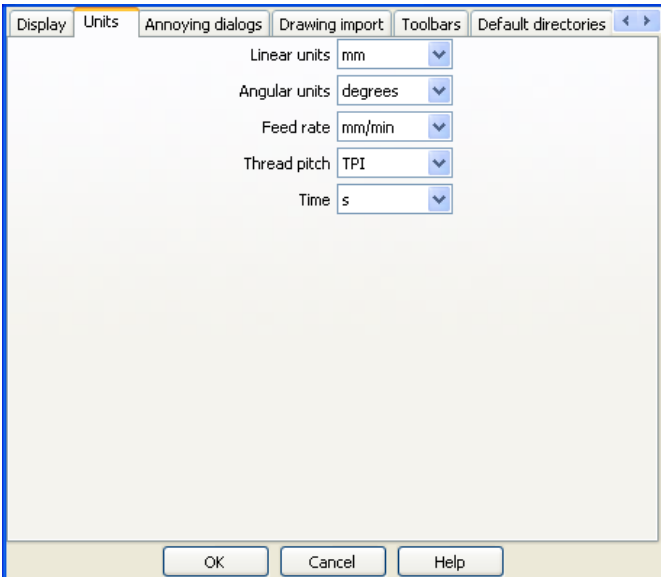 Display Units Annoying dialogs Drawing import Toolbars Default directories
Linear units mm
Angular units degrees
Feed rate mm/min
Thread pitch TPI
Time s
OK Cancel Help